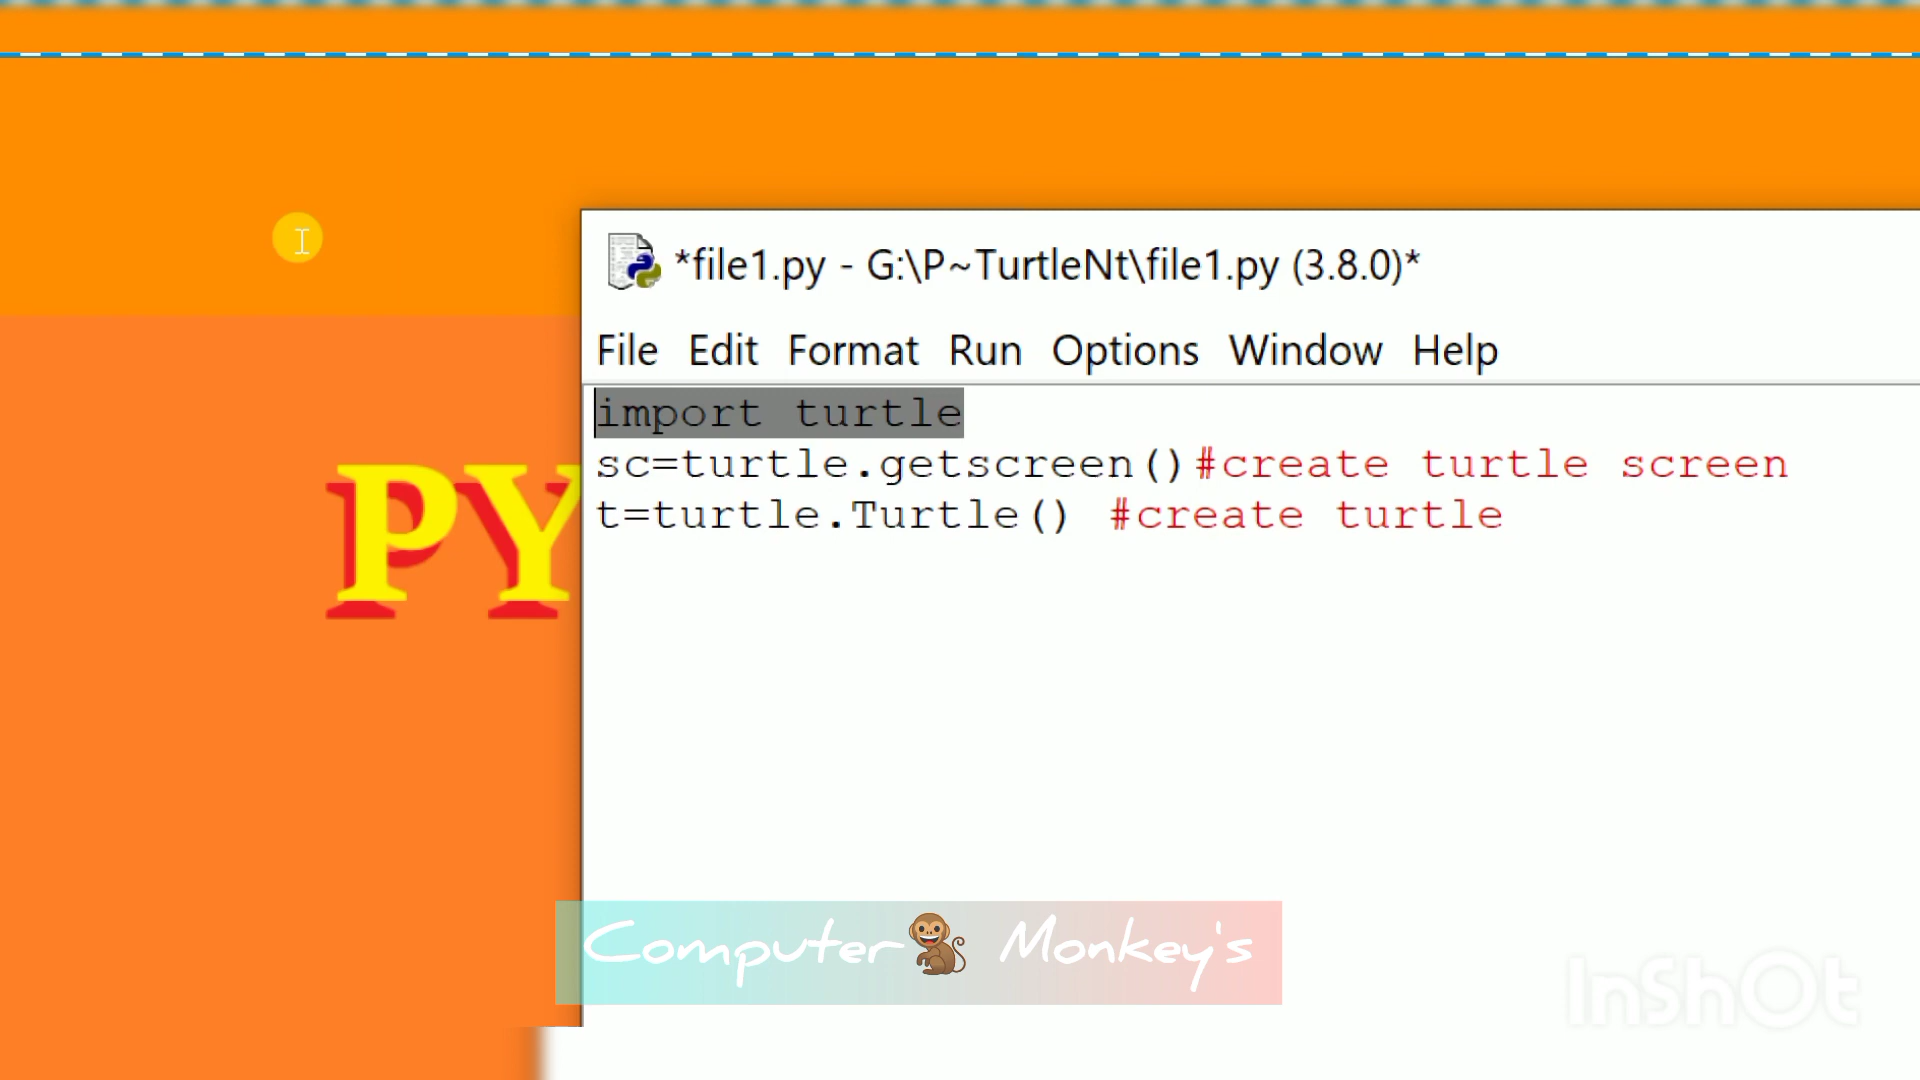 *file1.py - G:\P~TurtleNt\file1.py (3.8.0)*
File Edit Format Run Options Window Help
import turtle
sc=turtle.getscreen()#create turtle screen
t=turtle.Turtle() #create turtle
PY
Computer Monkey's
InShOt